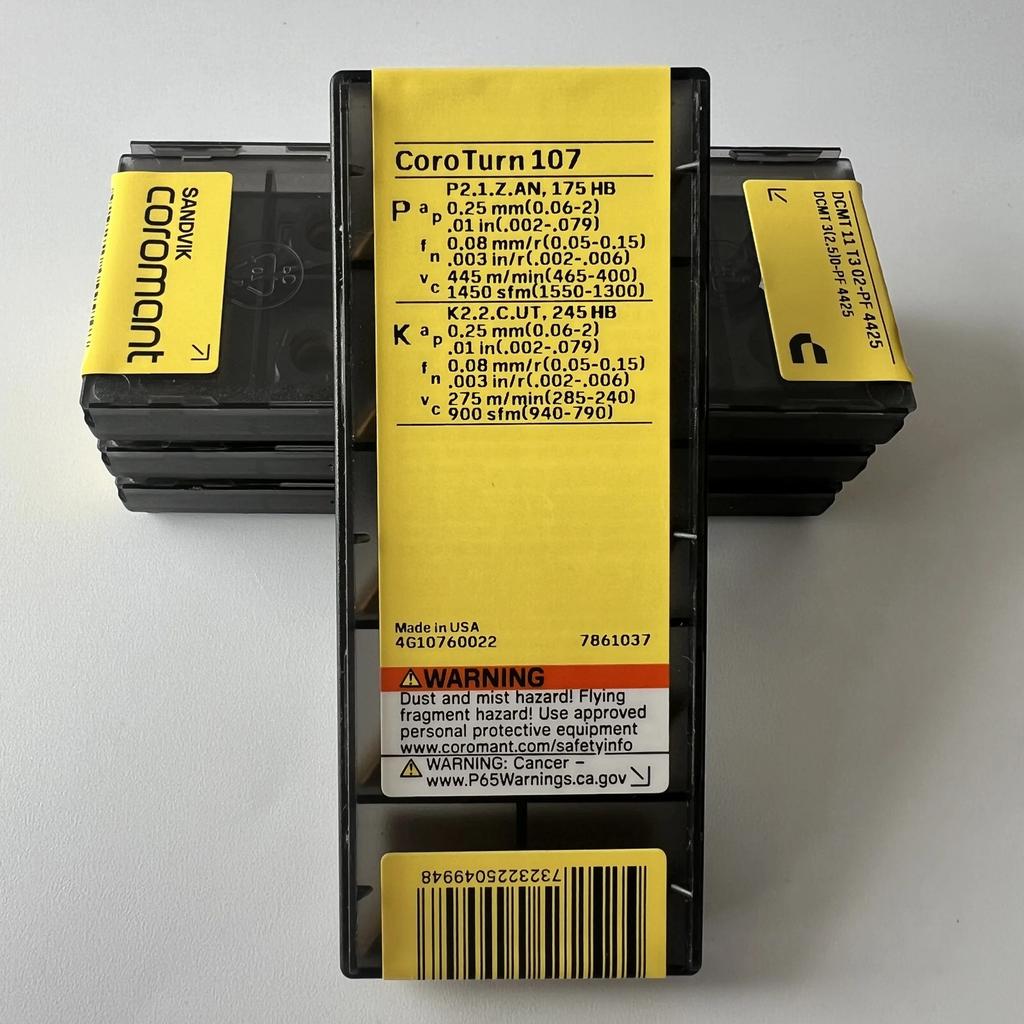 SANDVIK
coromant
CoroTurn 107
P2.1.Z.AN, 175 HB
P ap 0.25 mm(0.06-2)
.01 in(.002-.079)
fn 0.08 mm/r(0.05-0.15)
.003 in/r(.002-.006)
vc 445 m/min(465-400)
1450 sfm(1550-1300)
K2.2.C.UT, 245 HB
K ap 0.25 mm(0.06-2)
.01 in(.002-.079)
fn 0.08 mm/r(0.05-0.15)
.003 in/r(.002-.006)
vc 275 m/min(285-240)
900 sfm(940-790)
Made in USA
4G10760022 7861037
WARNING
Dust and mist hazard! Flying
fragment hazard! Use approved
personal protective equipment
www.coromant.com/safetyinfo
WARNING: Cancer –
www.P65Warnings.ca.gov
7323225049948
DCMT 11 T3 02-PF 4425
DCMT 3(2.5)0-PF 4425